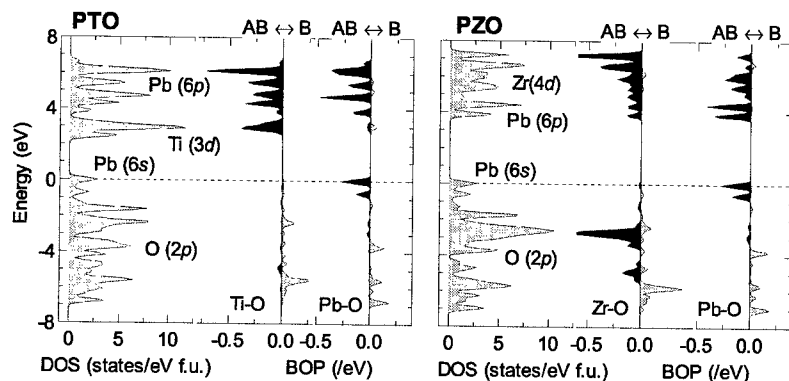 PTO
AB ↔ B AB ↔ B
8
4
0
-4
-8
Energy (eV)
Pb (6p)
Ti (3d)
Pb (6s)
O (2p)
Ti-O
Pb-O
0 5 10 -0.5 0.0 -0.5 0.0
DOS (states/eV f.u.) BOP (/eV)
PZO
AB ↔ B AB ↔ B
Zr(4d)
Pb (6p)
Pb (6s)
O (2p)
Zr-O
Pb-O
0 5 10 -0.5 0.0 -0.5 0.0
DOS (states/eV f.u.) BOP (/eV)